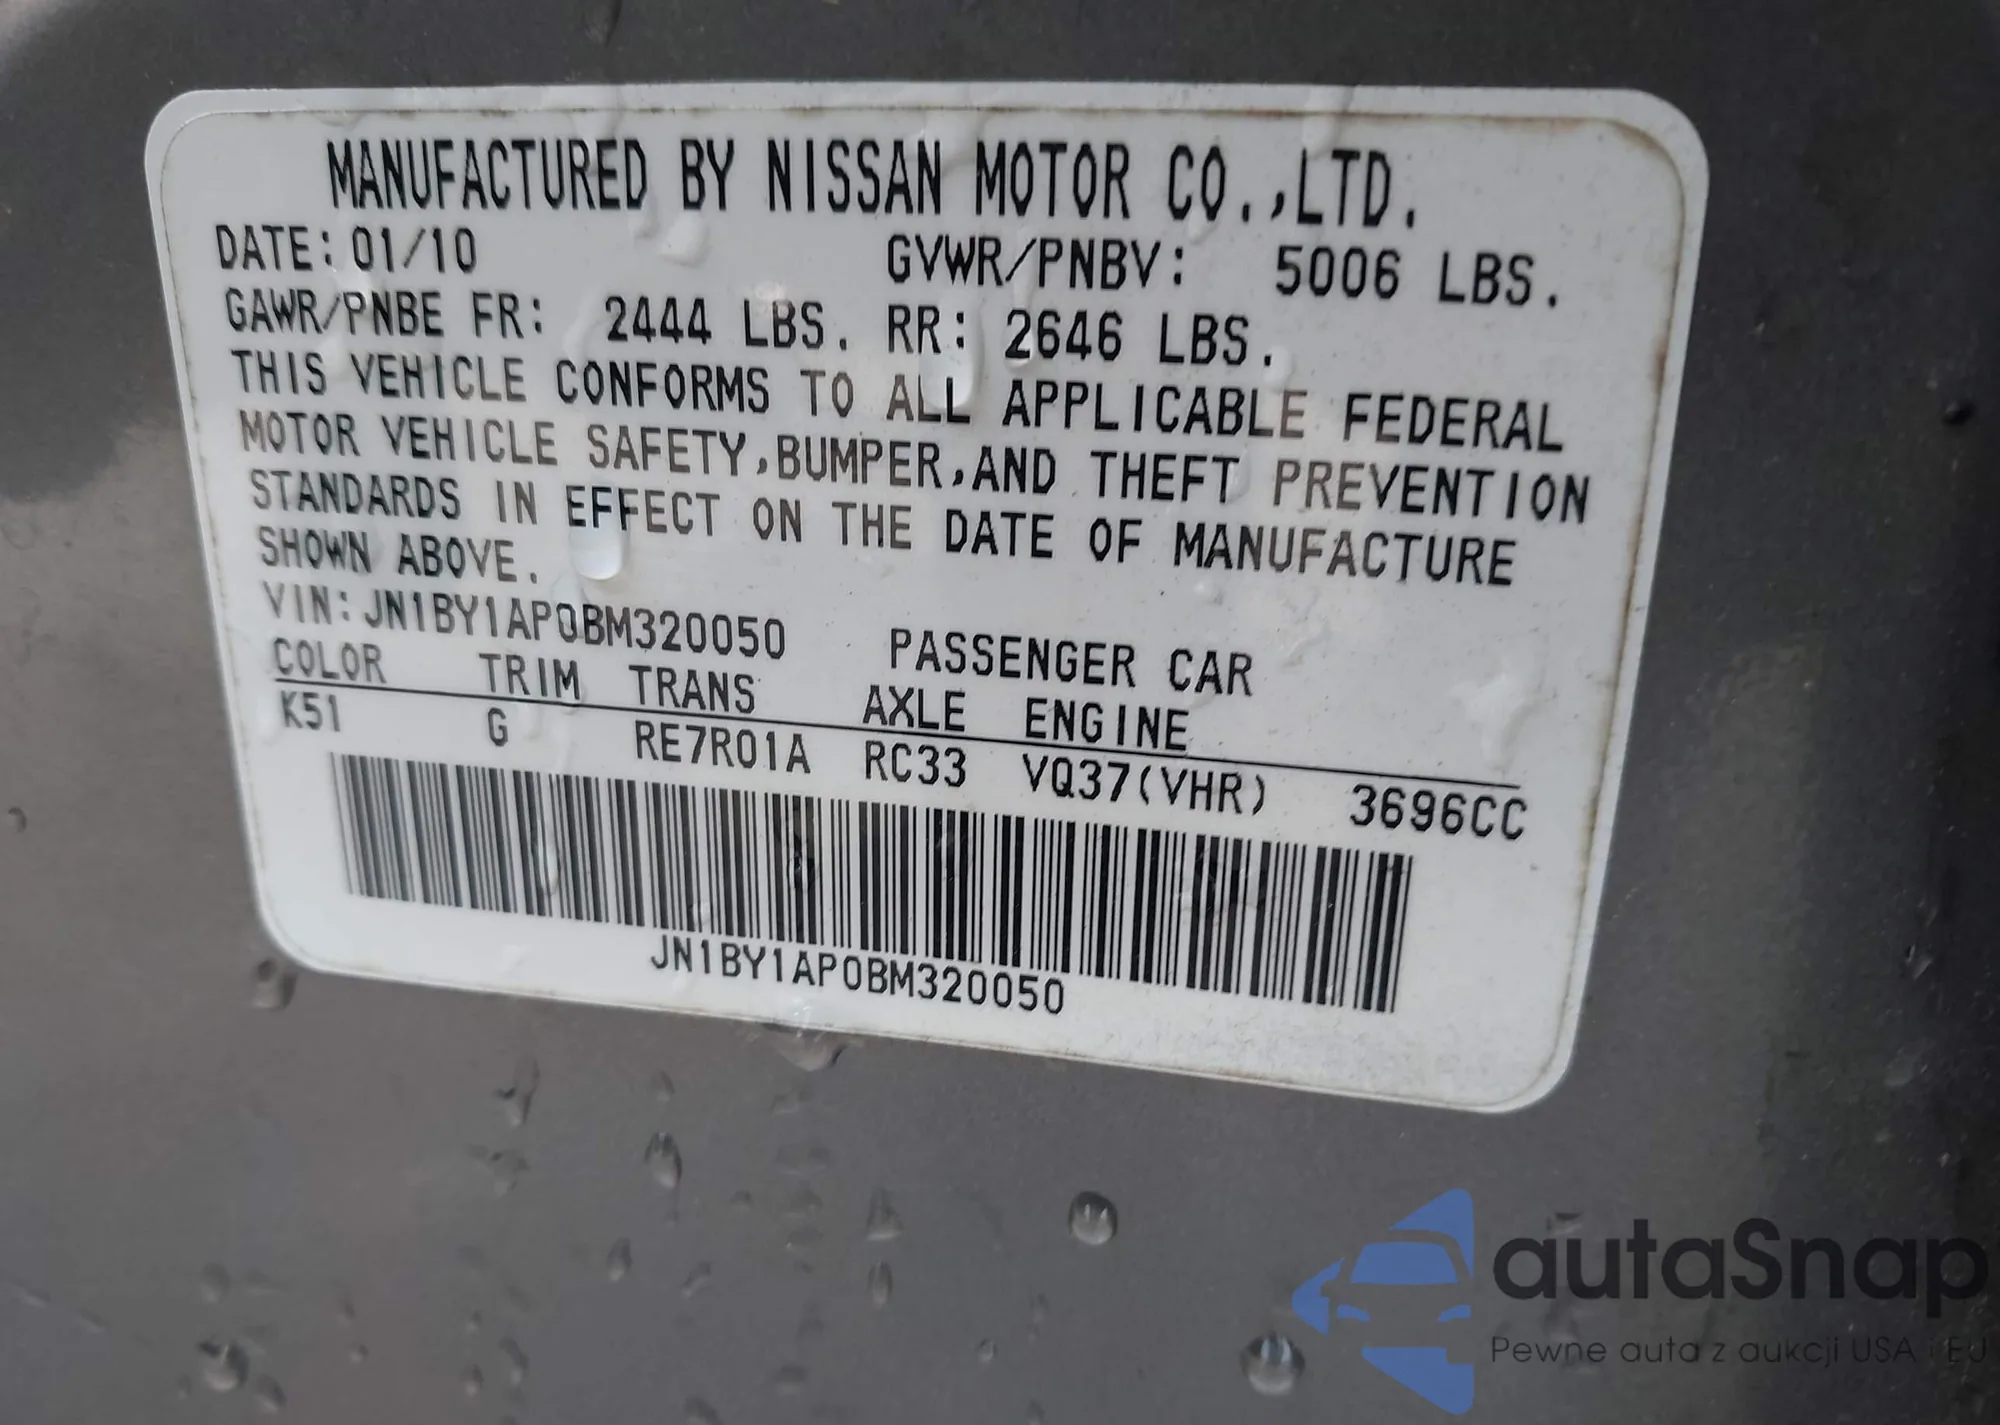 MANUFACTURED BY NISSAN MOTOR CO.,LTD.
DATE: 01/10 GVWR/PNBV: 5006 LBS.
GAWR/PNBE FR: 2444 LBS. RR: 2646 LBS.
THIS VEHICLE CONFORMS TO ALL APPLICABLE FEDERAL
MOTOR VEHICLE SAFETY,BUMPER,AND THEFT PREVENTION
STANDARDS IN EFFECT ON THE DATE OF MANUFACTURE
SHOWN ABOVE.
VIN:JN1BY1AP0BM320050 PASSENGER CAR
COLOR TRIM TRANS AXLE ENGINE
K51 G RE7R01A RC33 VQ37(VHR) 3696CC
JN1BY1AP0BM320050
autaSnap
Pewne auta z aukcji USA i EU